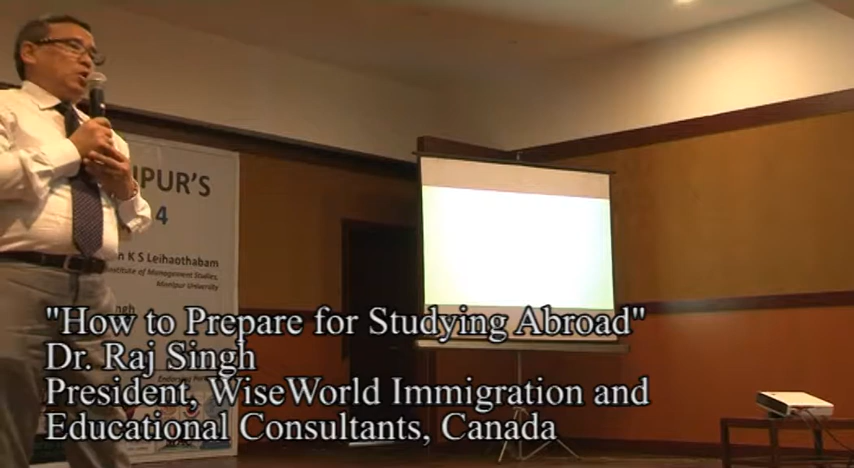 PUR'S
4
K S Leihaothabam
Institute of Management Studies,
Manipur University
"How to Prepare for Studying Abroad"
Dr. Raj Singh
President, WiseWorld Immigration and
Educational Consultants, Canada